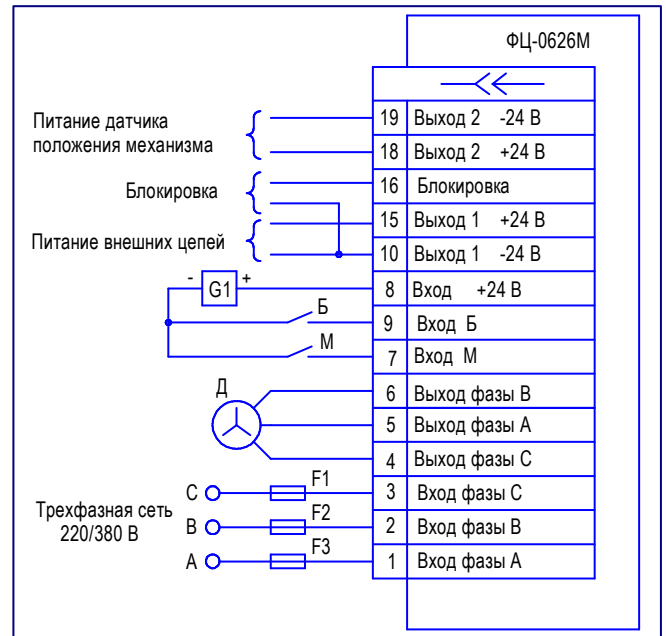 ФЦ-0626М
Питание датчика
положения механизма
19 Выход 2 -24 В
18 Выход 2 +24 В
Блокировка
16 Блокировка
15 Выход 1 +24 В
Питание внешних цепей
10 Выход 1 -24 В
- G1 +
8 Вход +24 В
Б
9 Вход Б
М
7 Вход М
Д
6 Выход фазы В
5 Выход фазы А
4 Выход фазы С
Трехфазная сеть
220/380 В
С F1
3 Вход фазы С
В F2
2 Вход фазы В
А F3
1 Вход фазы А